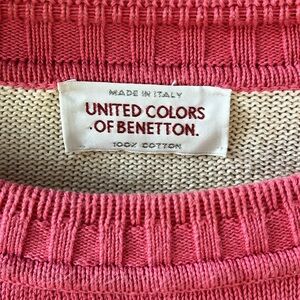 MADE IN ITALY
UNITED COLORS
OF BENETTON.
100% COTTON